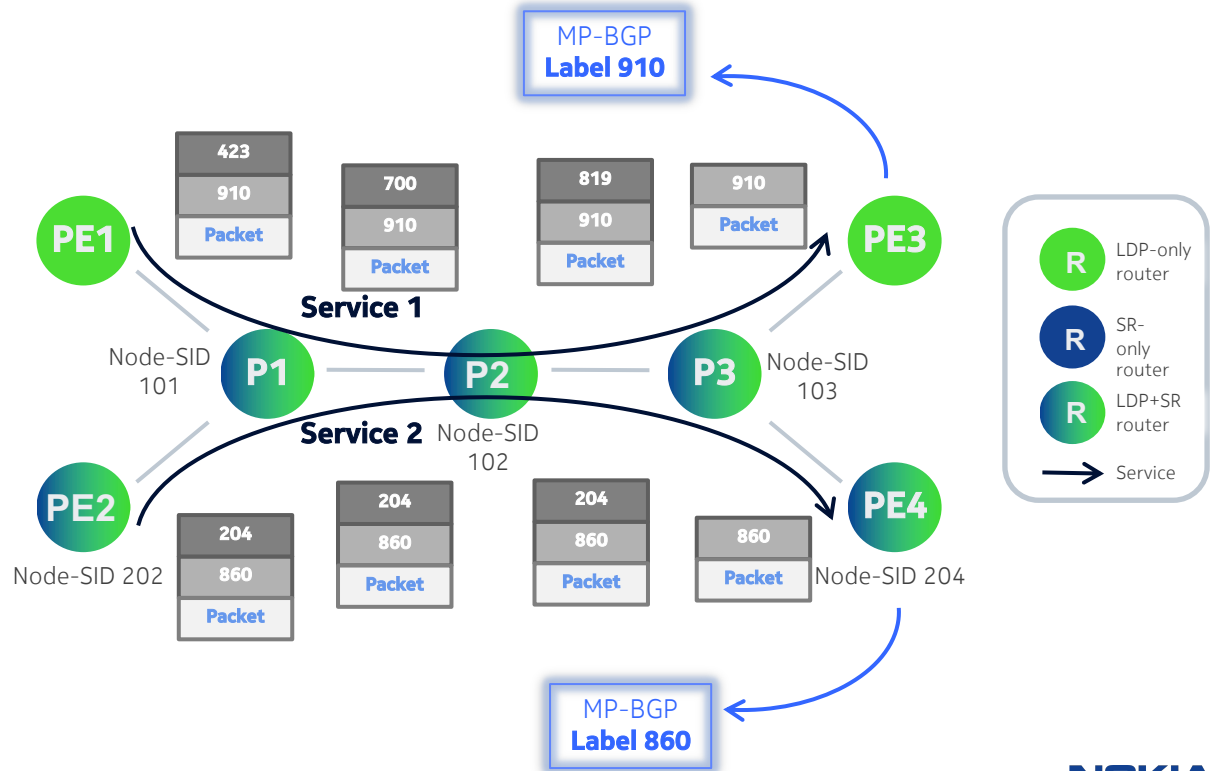 MP-BGP
Label 910
423
910
Packet
700
910
Packet
819
910
Packet
910
Packet
PE1
PE3
Service 1
Node-SID
101
P1
P2
P3
Node-SID
103
Service 2
Node-SID
102
PE2
Node-SID 202
204
860
Packet
204
860
Packet
204
860
Packet
860
Packet
PE4
Node-SID 204
MP-BGP
Label 860
R
LDP-only
router
R
SR-
only
router
R
LDP+SR
router
Service
NOKIA